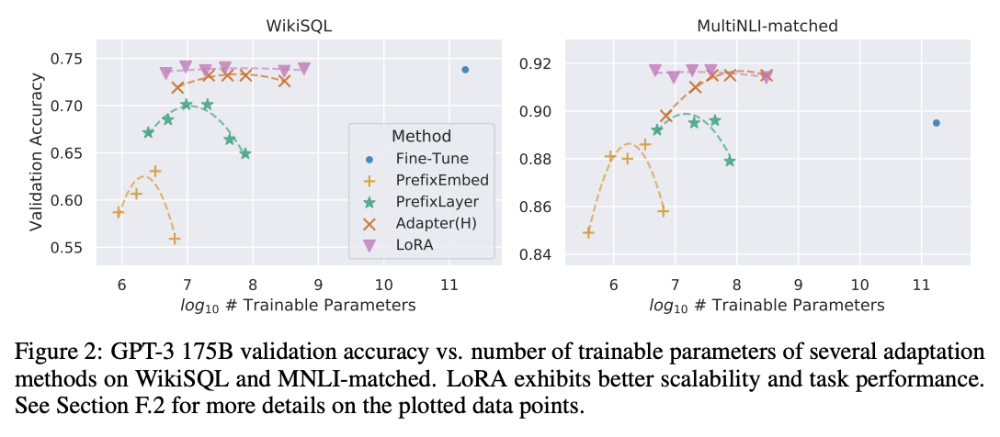 WikiSQL
MultiNLI-matched
Validation Accuracy
0.75
0.70
0.65
0.60
0.55
6 7 8 9 10 11
log10 # Trainable Parameters
Method
Fine-Tune
PrefixEmbed
PrefixLayer
Adapter(H)
LoRA
0.92
0.90
0.88
0.86
0.84
6 7 8 9 10 11
log10 # Trainable Parameters
Figure 2: GPT-3 175B validation accuracy vs. number of trainable parameters of several adaptation
methods on WikiSQL and MNLI-matched. LoRA exhibits better scalability and task performance.
See Section F.2 for more details on the plotted data points.